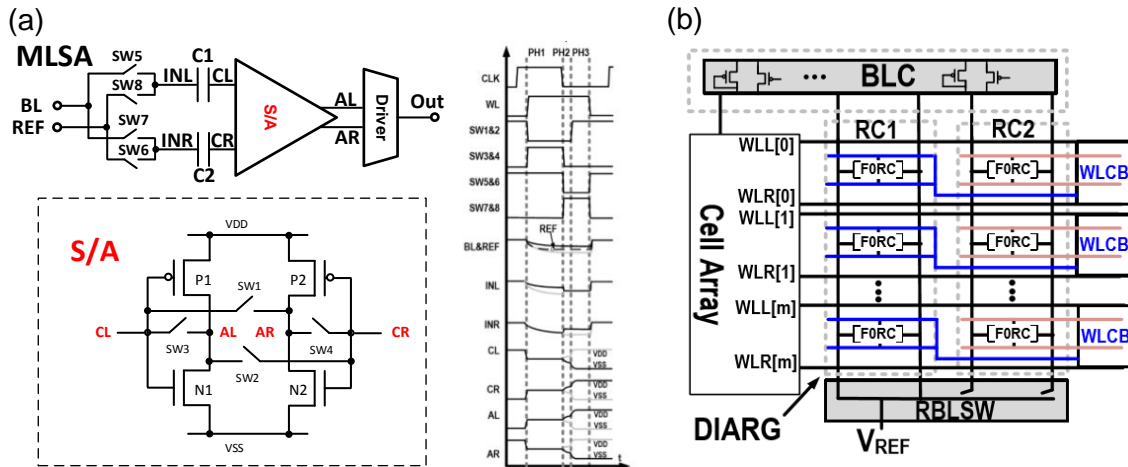 (a)
MLSA
SW5
SW8
INL
C1
CL
BL
REF
SW7
SW6
INR
C2
CR
S/A
AL
AR
Driver
Out
S/A
VDD
P1
P2
SW1
CL
AL
AR
CR
SW3
SW4
SW2
N1
N2
VSS
PH1 PH2 PH3
CLK
WL
SW1&2
SW3&4
SW5&6
SW7&8
REF
BL&REF
INL
INR
CL
VDD
VSS
CR
VDD
VSS
AL
VDD
VSS
AR
VDD
VSS
t
(b)
BLC
RC1
RC2
Cell Array
WLL[0]
F0RC
F0RC
WLCB
WLR[0]
WLL[1]
F0RC
F0RC
WLCB
WLR[1]
WLL[m]
F0RC
F0RC
WLCB
WLR[m]
DIARG
RBLSW
VREF